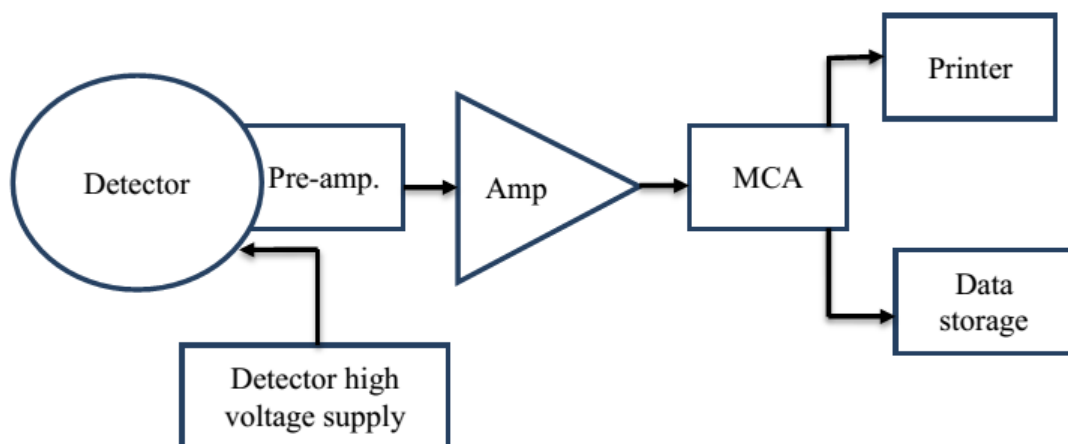 Detector
Pre-amp.
Amp
MCA
Printer
Data
storage
Detector high
voltage supply